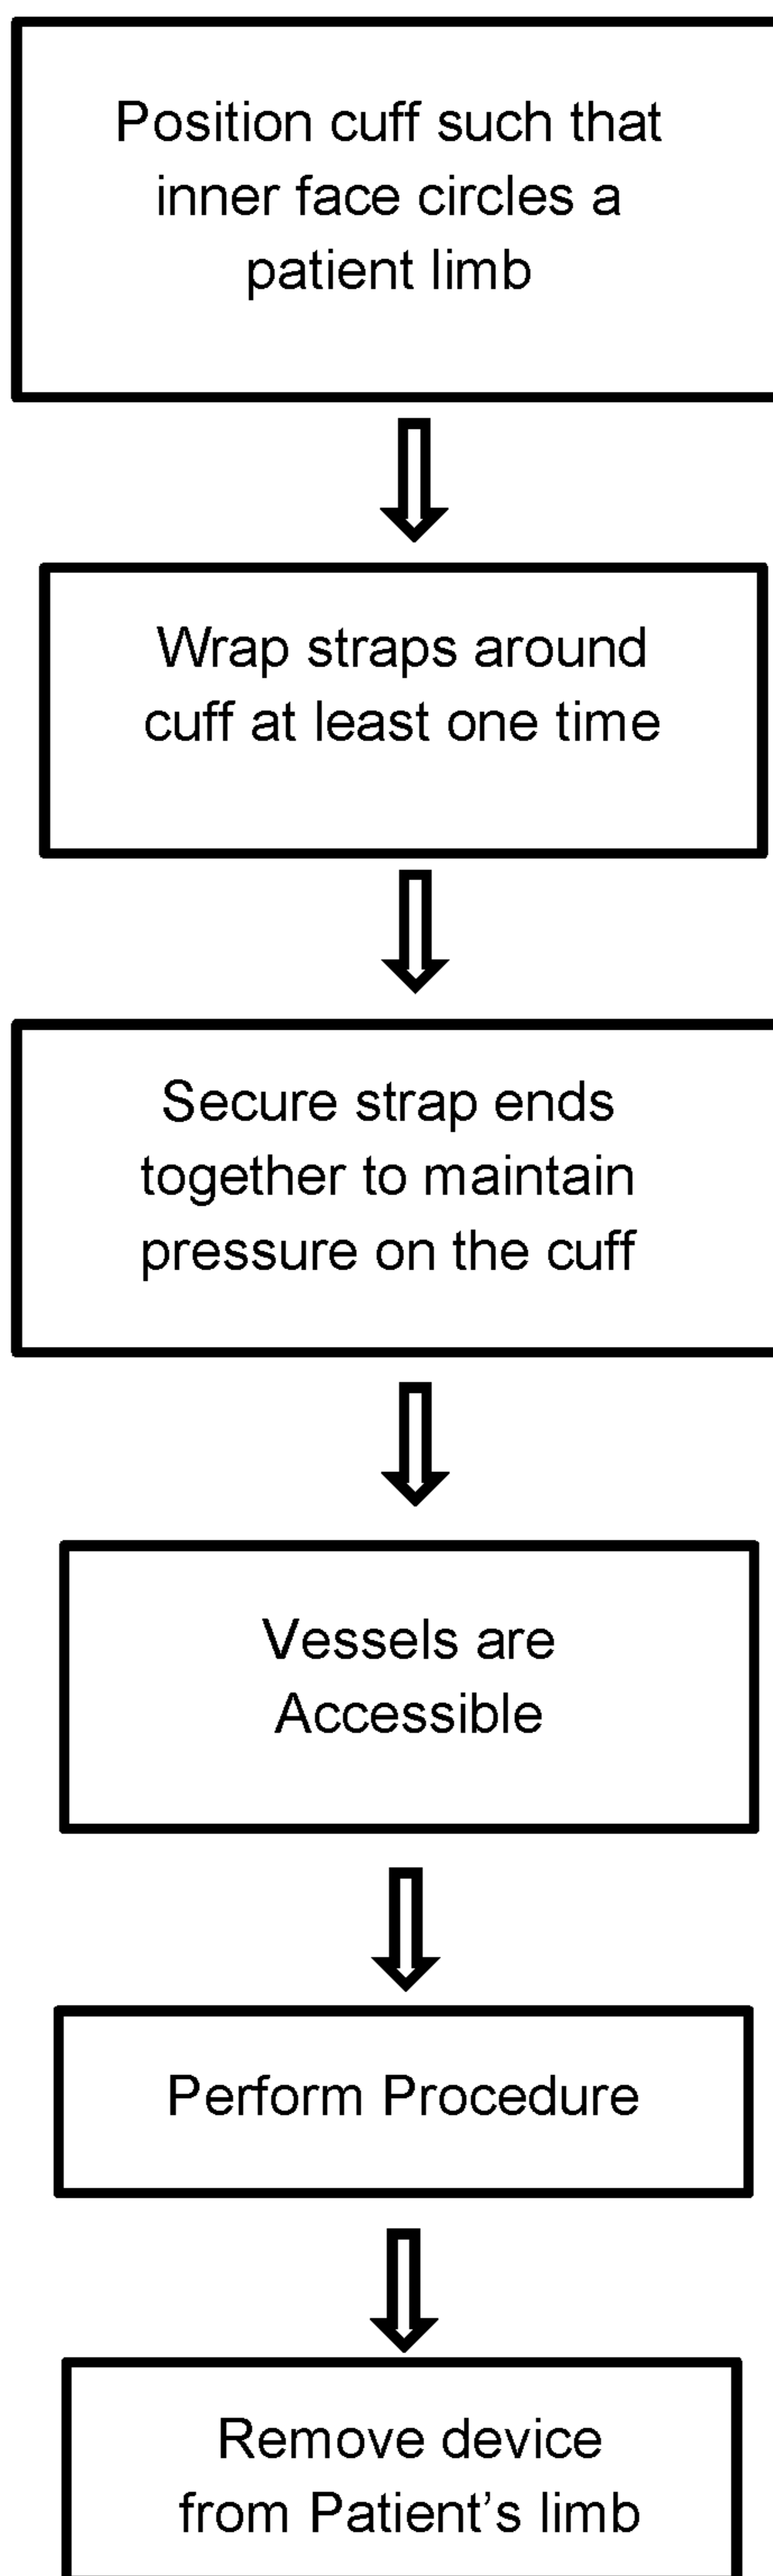 Position cuff such that
inner face circles a
patient limb
Wrap straps around
cuff at least one time
Secure strap ends
together to maintain
pressure on the cuff
Vessels are
Accessible
Perform Procedure
Remove device
from Patient’s limb